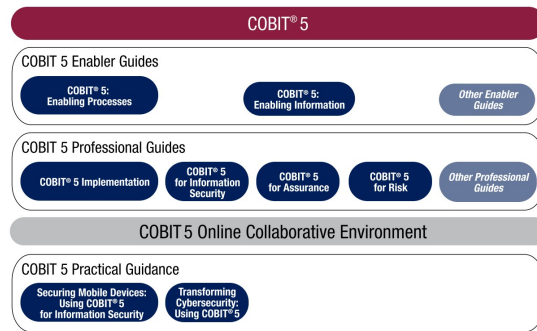 COBIT® 5
COBIT 5 Enabler Guides
COBIT® 5:
Enabling Processes
COBIT® 5:
Enabling Information
Other Enabler
Guides
COBIT 5 Professional Guides
COBIT® 5 Implementation
COBIT® 5
for Information
Security
COBIT® 5
for Assurance
COBIT® 5
for Risk
Other Professional
Guides
COBIT 5 Online Collaborative Environment
COBIT 5 Practical Guidance
Securing Mobile Devices:
Using COBIT® 5
for Information Security
Transforming
Cybersecurity:
Using COBIT® 5